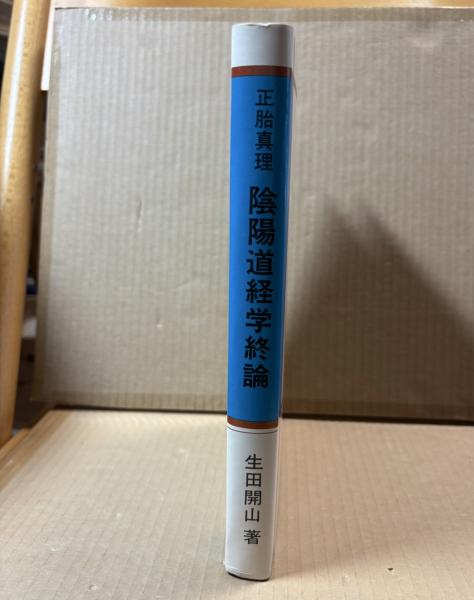 正胎真理
陰陽道経学終論
生田開山 著